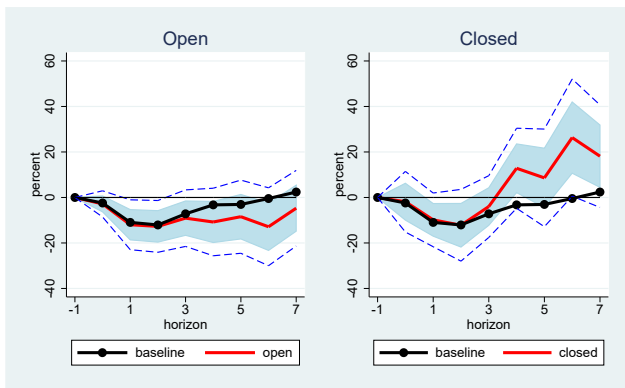 Open
60
40
20
0
-20
-40
percent
-1
1
3
5
7
horizon
baseline
open
Closed
60
40
20
0
-20
-40
percent
-1
1
3
5
7
horizon
baseline
closed